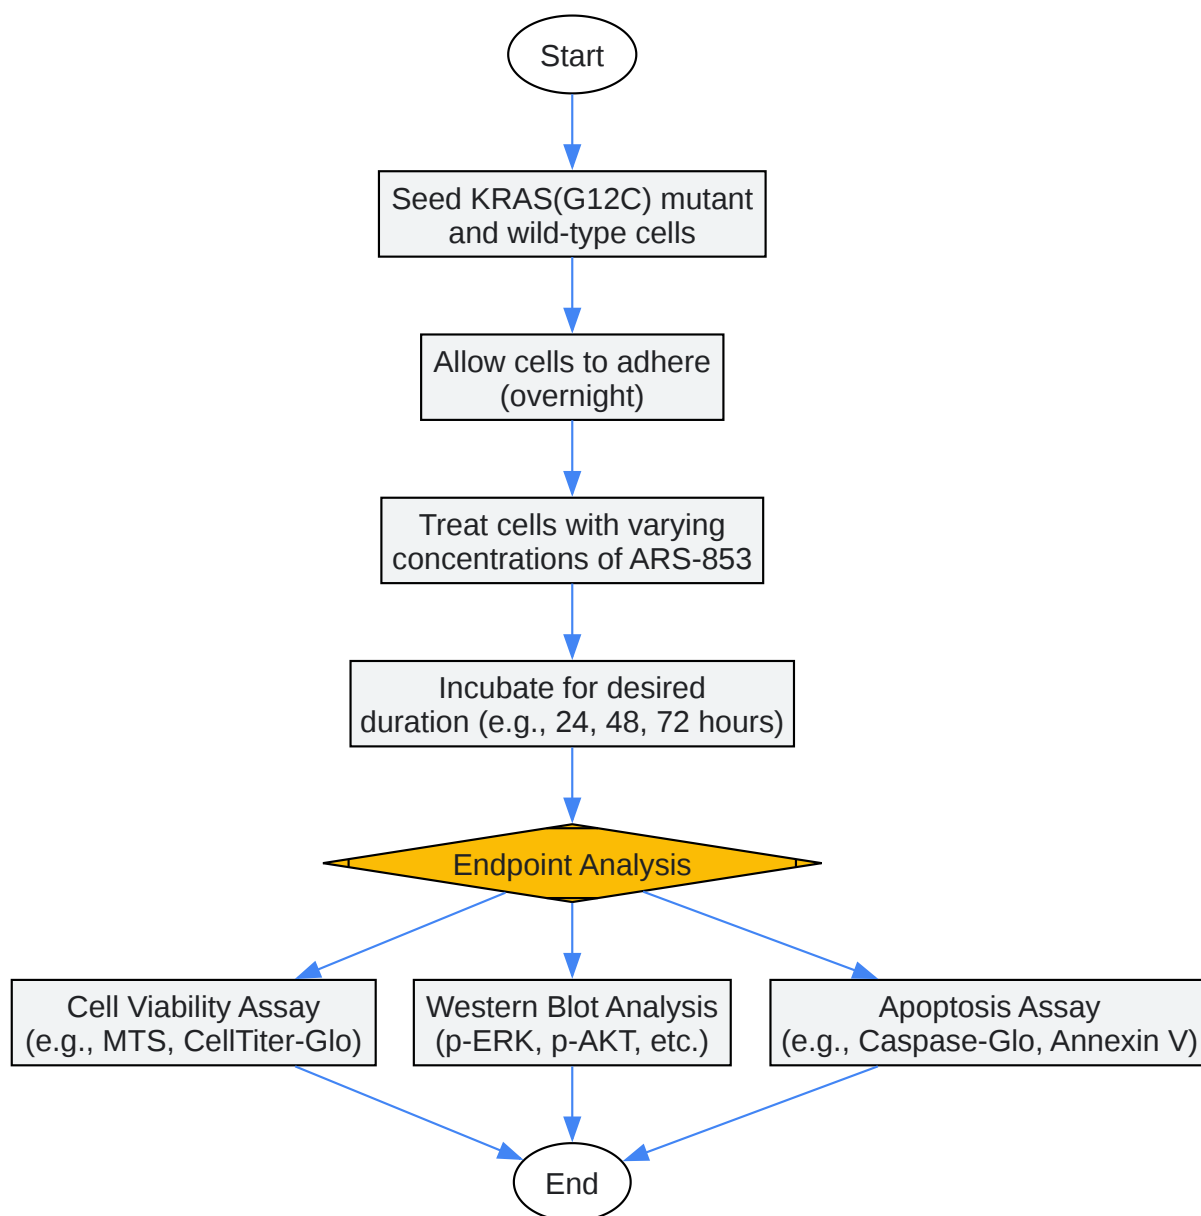 Start
Seed KRAS(G12C) mutant
and wild-type cells
Allow cells to adhere
(overnight)
Treat cells with varying
concentrations of ARS-853
Incubate for desired
duration (e.g., 24, 48, 72 hours)
Endpoint Analysis
Cell Viability Assay
(e.g., MTS, CellTiter-Glo)
Western Blot Analysis
(p-ERK, p-AKT, etc.)
Apoptosis Assay
(e.g., Caspase-Glo, Annexin V)
End